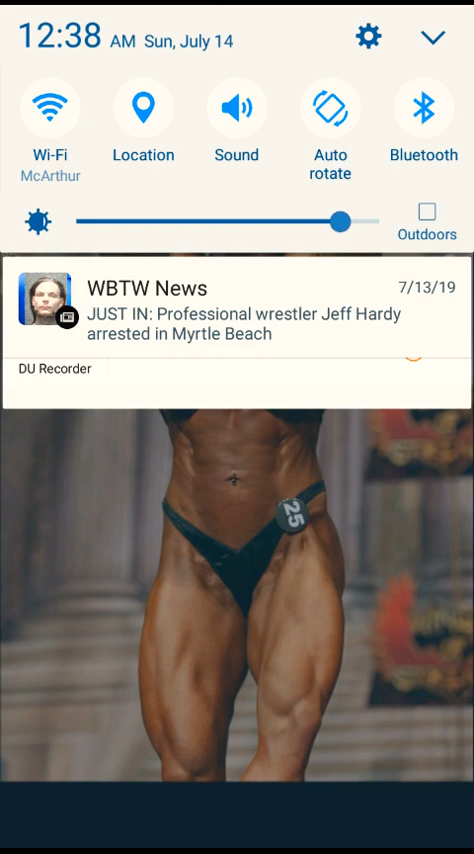 12:38 AM Sun, July 14
Wi-Fi Location Sound Auto rotate Bluetooth
McArthur
Outdoors
WBTW News 7/13/19
JUST IN: Professional wrestler Jeff Hardy
arrested in Myrtle Beach
DU Recorder
25